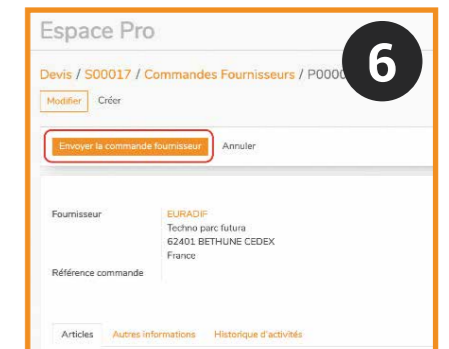 Espace Pro
6
Devis / S00017 / Commandes Fournisseurs / P0000
Modifier Créer
Envoyer la commande fournisseur Annuler
Fournisseur EURADIF
Techno parc futura
62401 BETHUNE CEDEX
France
Référence commande
Articles Autres informations Historique d'activités